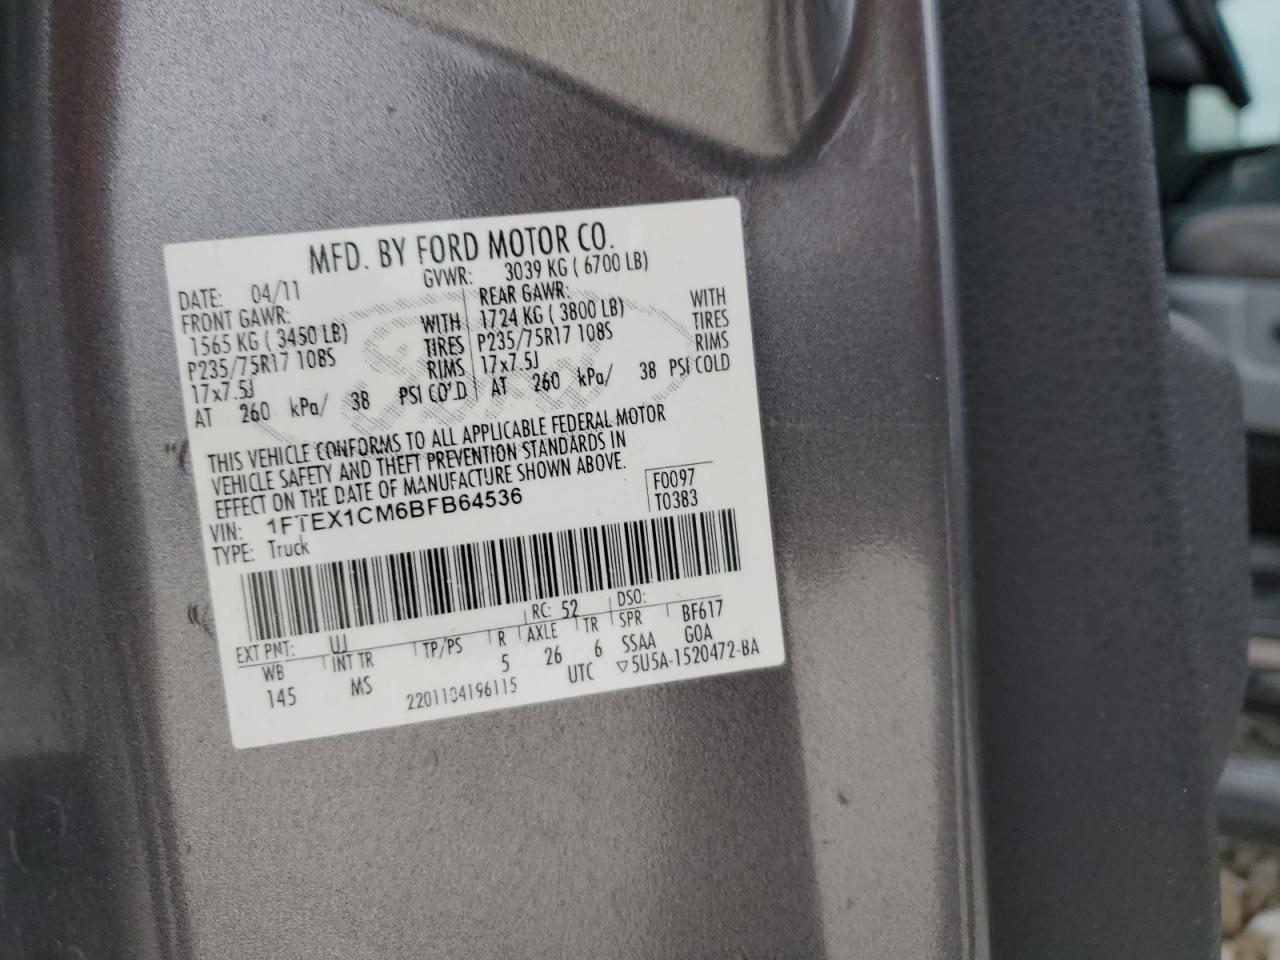 MFD. BY FORD MOTOR CO.
DATE: 04/11 GVWR: 3039 KG ( 6700 LB)
FRONT GAWR: REAR GAWR:
1565 KG ( 3450 LB) WITH 1724 KG ( 3800 LB) WITH
P235/75R17 108S TIRES P235/75R17 108S TIRES
17x7.5J RIMS 17x7.5J RIMS
AT 260 kPa/ 38 PSI COLD AT 260 kPa/ 38 PSI COLD
THIS VEHICLE CONFORMS TO ALL APPLICABLE FEDERAL MOTOR
VEHICLE SAFETY AND THEFT PREVENTION STANDARDS IN
EFFECT ON THE DATE OF MANUFACTURE SHOWN ABOVE.
VIN: 1FTEX1CM6BFB64536 F0097
TYPE: Truck T0383
EXT PNT: UJ RC: 52 DSO: BF617
WB INT TR TP/PS R AXLE TR SPR
145 MS 5 26 6 SSAA GOA
2201104196115 UTC ▽5U5A-1520472-BA